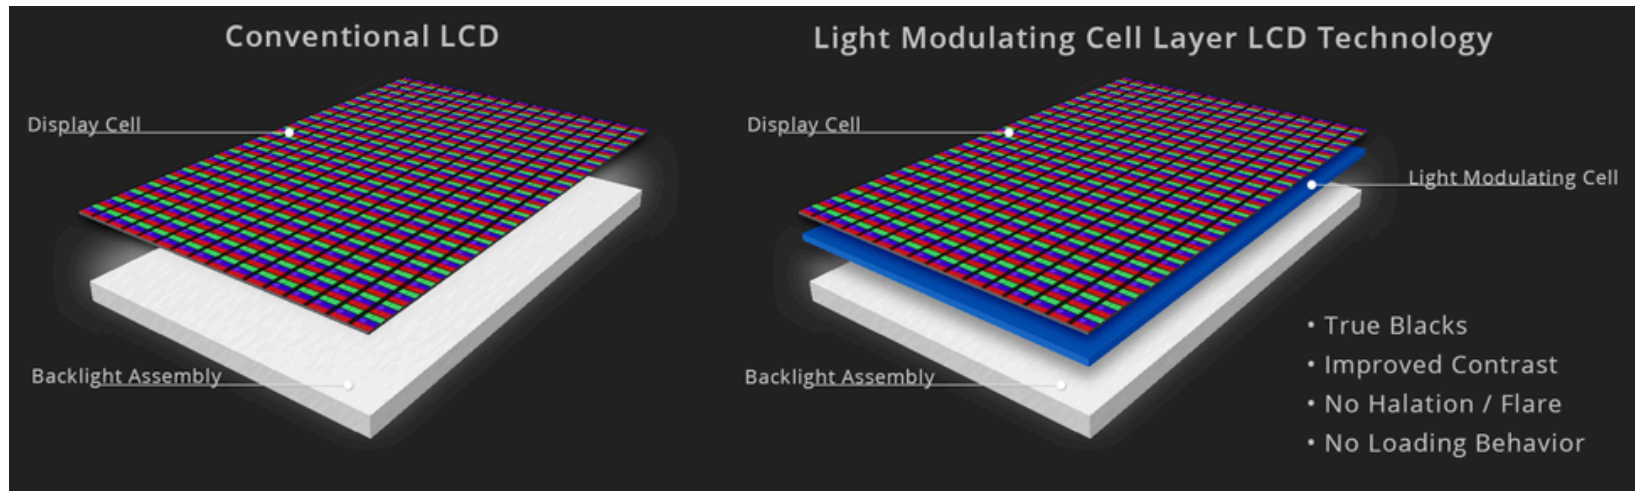 Conventional LCD
Display Cell
Backlight Assembly
Light Modulating Cell Layer LCD Technology
Display Cell
Light Modulating Cell
Backlight Assembly
• True Blacks
• Improved Contrast
• No Halation / Flare
• No Loading Behavior